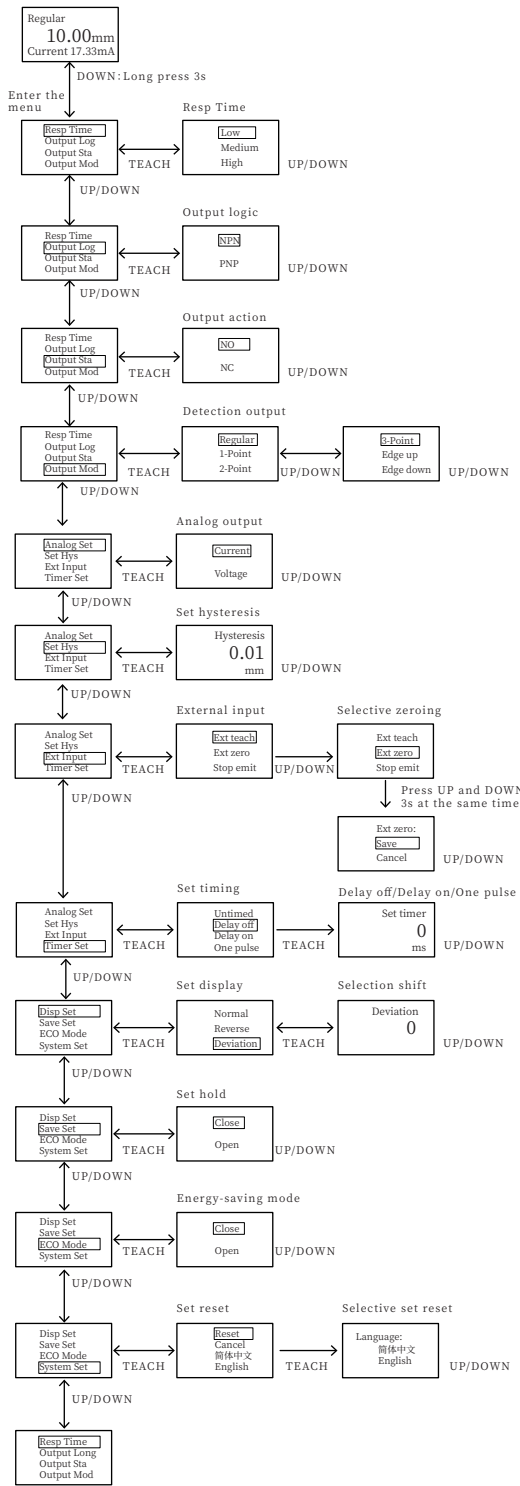 Regular
10.00mm
Current 17.33mA
DOWN:Long press 3s
Enter the
menu
Resp Time
Resp Time
Output Log
Output Sta
Output Mod
TEACH
Low
Medium
High
UP/DOWN
UP/DOWN
Output logic
Resp Time
Output Log
Output Sta
Output Mod
TEACH
NPN
PNP
UP/DOWN
UP/DOWN
Output action
Resp Time
Output Log
Output Sta
Output Mod
TEACH
NO
NC
UP/DOWN
UP/DOWN
Detection output
Resp Time
Output Log
Output Sta
Output Mod
TEACH
Regular
1-Point
2-Point
UP/DOWN
3-Point
Edge up
Edge down
UP/DOWN
UP/DOWN
Analog output
Analog Set
Set Hys
Ext Input
Timer Set
TEACH
Current
Voltage
UP/DOWN
UP/DOWN
Set hysteresis
Analog Set
Set Hys
Ext Input
Timer Set
TEACH
Hysteresis
0.01
mm
UP/DOWN
UP/DOWN
External input
Selective zeroing
Analog Set
Set Hys
Ext Input
Timer Set
TEACH
Ext teach
Ext zero
Stop emit
UP/DOWN
Ext teach
Ext zero
Stop emit
UP/DOWN
Press UP and DOWN
3s at the same time
Ext zero:
Save
Cancel
UP/DOWN
Set timing
Delay off/Delay on/One pulse
Analog Set
Set Hys
Ext Input
Timer Set
TEACH
Untimed
Delay off
Delay on
One pulse
TEACH
Set timer
0
ms
UP/DOWN
UP/DOWN
Set display
Selection shift
Disp Set
Save Set
ECO Mode
System Set
TEACH
Normal
Reverse
Deviation
TEACH
Deviation
0
UP/DOWN
UP/DOWN
Set hold
Disp Set
Save Set
ECO Mode
System Set
TEACH
Close
Open
UP/DOWN
UP/DOWN
Energy-saving mode
Disp Set
Save Set
ECO Mode
System Set
TEACH
Close
Open
UP/DOWN
UP/DOWN
Set reset
Selective set reset
Disp Set
Save Set
ECO Mode
System Set
TEACH
Reset
Cancel
简体中文
English
TEACH
Language:
简体中文
English
UP/DOWN
UP/DOWN
Resp Time
Output Long
Output Sta
Output Mod